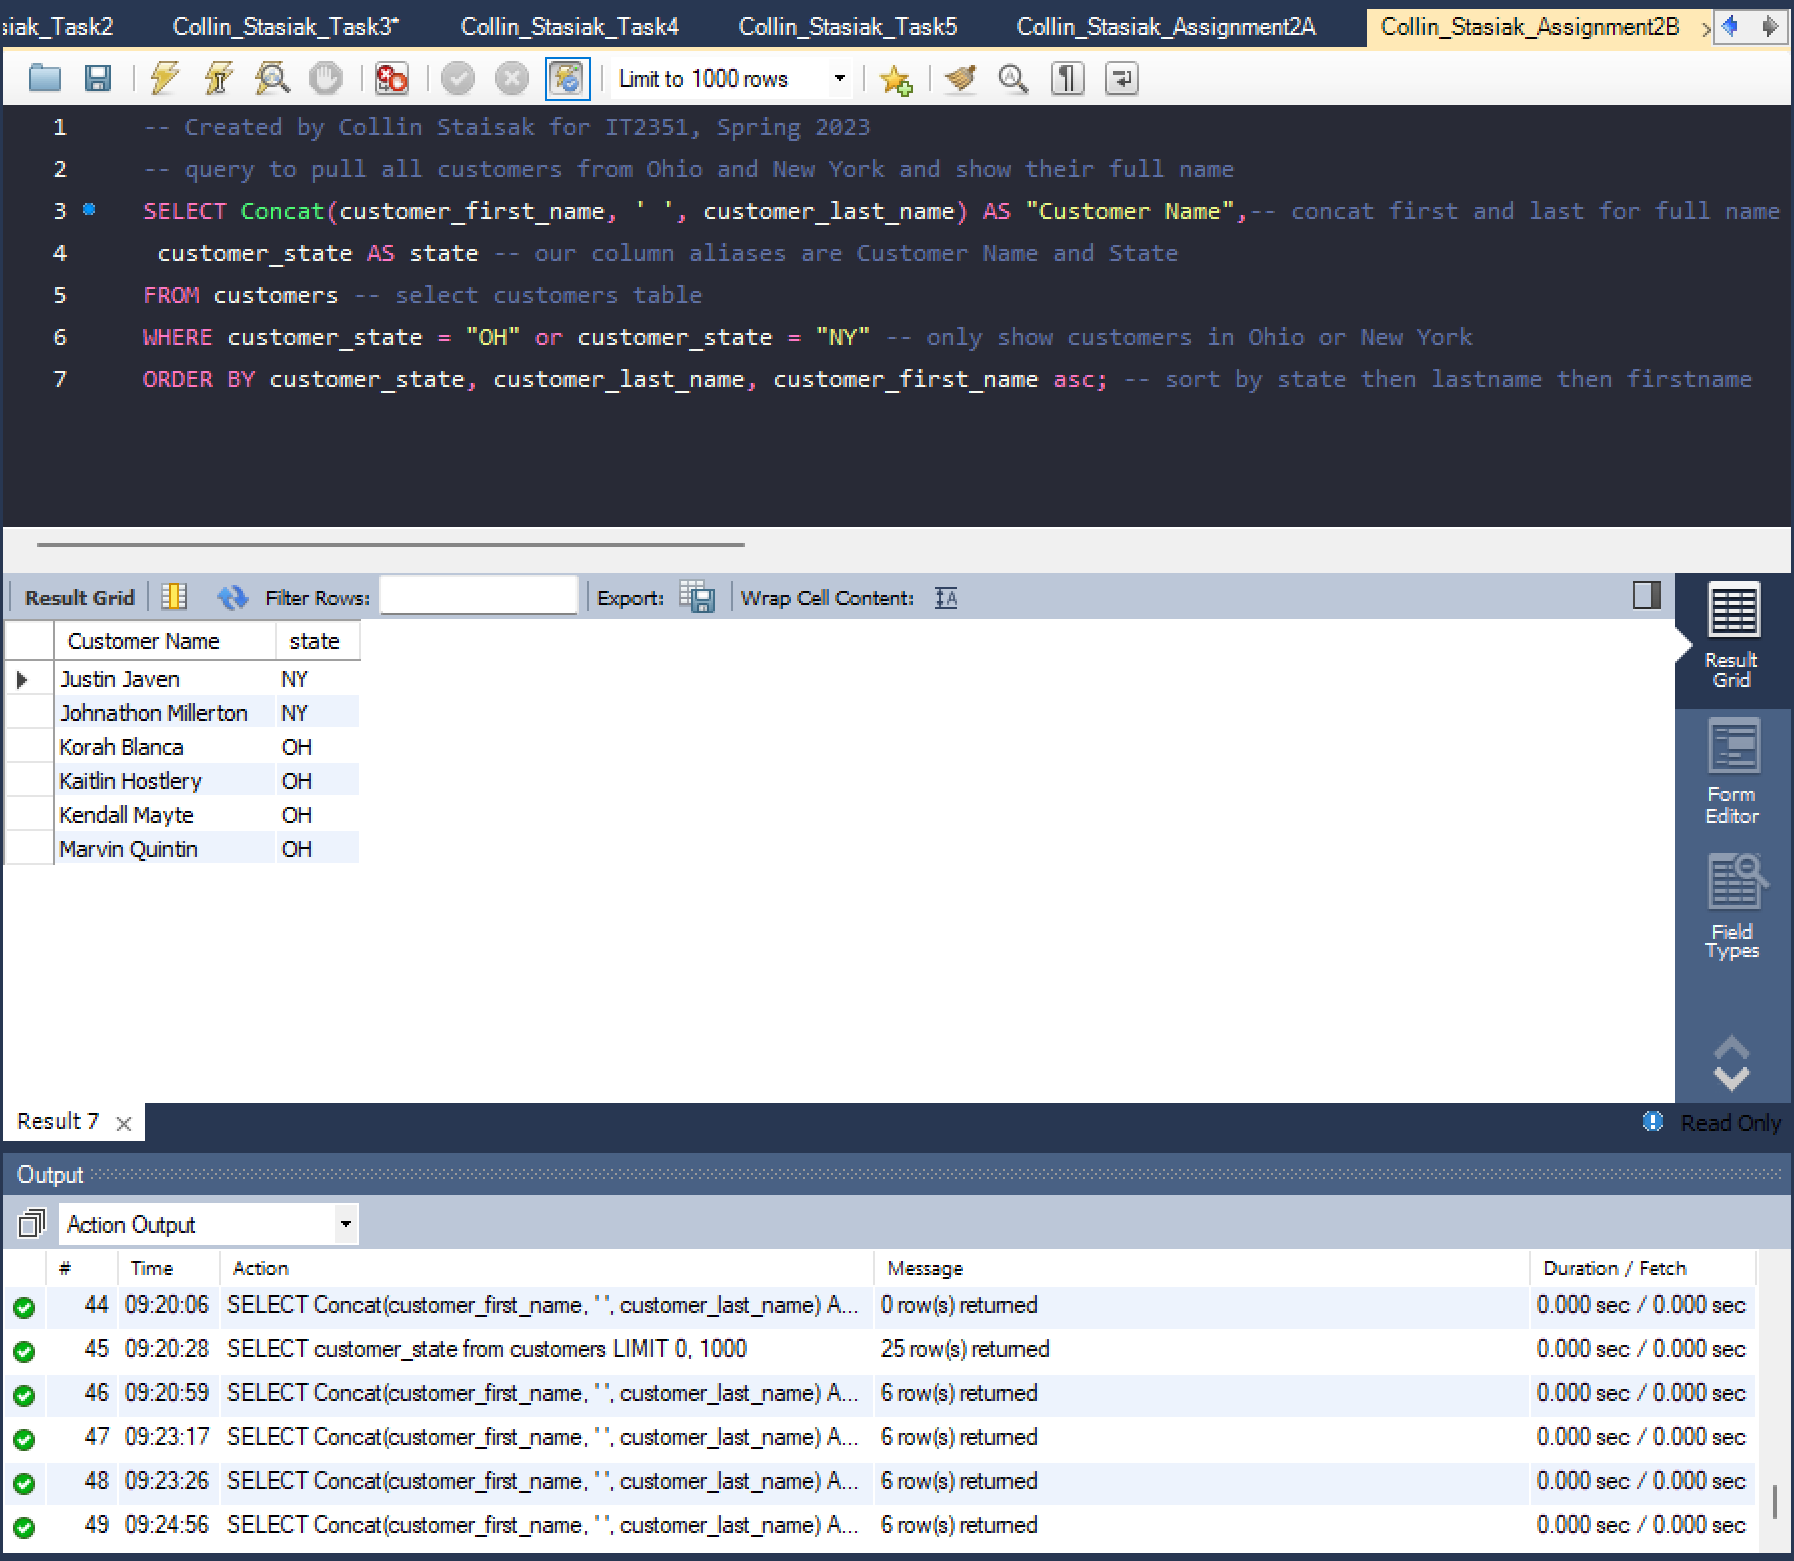 siak_Task2 Collin_Stasiak_Task3* Collin_Stasiak_Task4 Collin_Stasiak_Task5 Collin_Stasiak_Assignment2A Collin_Stasiak_Assignment2B
Limit to 1000 rows
1 -- Created by Collin Staisak for IT2351, Spring 2023
2 -- query to pull all customers from Ohio and New York and show their full name
3 SELECT Concat(customer_first_name, ' ', customer_last_name) AS "Customer Name",-- concat first and last for full name
4 customer_state AS state -- our column aliases are Customer Name and State
5 FROM customers -- select customers table
6 WHERE customer_state = "OH" or customer_state = "NY" -- only show customers in Ohio or New York
7 ORDER BY customer_state, customer_last_name, customer_first_name asc; -- sort by state then lastname then firstname
Result Grid Filter Rows: Export: Wrap Cell Content:
Customer Name state
Justin Javen NY
Johnathon Millerton NY
Korah Blanca OH
Kaitlin Hostlery OH
Kendall Mayte OH
Marvin Quintin OH
Result
Grid
Form
Editor
Field
Types
Result 7 Read Only
Output
Action Output
# Time Action Message Duration / Fetch
44 09:20:06 SELECT Concat(customer_first_name, ' ', customer_last_name) A... 0 row(s) returned 0.000 sec / 0.000 sec
45 09:20:28 SELECT customer_state from customers LIMIT 0, 1000 25 row(s) returned 0.000 sec / 0.000 sec
46 09:20:59 SELECT Concat(customer_first_name, ' ', customer_last_name) A... 6 row(s) returned 0.000 sec / 0.000 sec
47 09:23:17 SELECT Concat(customer_first_name, ' ', customer_last_name) A... 6 row(s) returned 0.000 sec / 0.000 sec
48 09:23:26 SELECT Concat(customer_first_name, ' ', customer_last_name) A... 6 row(s) returned 0.000 sec / 0.000 sec
49 09:24:56 SELECT Concat(customer_first_name, ' ', customer_last_name) A... 6 row(s) returned 0.000 sec / 0.000 sec